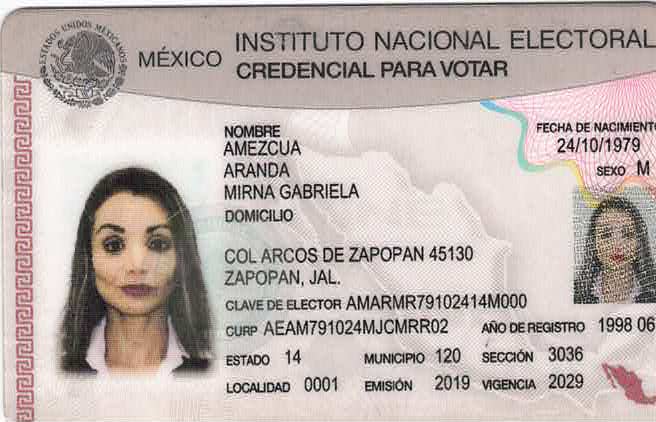 ESTADOS UNIDOS MEXICANOS
MÉXICO INSTITUTO NACIONAL ELECTORAL
CREDENCIAL PARA VOTAR
NOMBRE
AMEZCUA
ARANDA
MIRNA GABRIELA
FECHA DE NACIMIENTO
24/10/1979
SEXO M
DOMICILIO
COL ARCOS DE ZAPOPAN 45130
ZAPOPAN, JAL.
CLAVE DE ELECTOR AMARMR79102414M000
CURP AEAM791024MJCMRR02 AÑO DE REGISTRO 1998 06
ESTADO 14 MUNICIPIO 120 SECCIÓN 3036
LOCALIDAD 0001 EMISIÓN 2019 VIGENCIA 2029